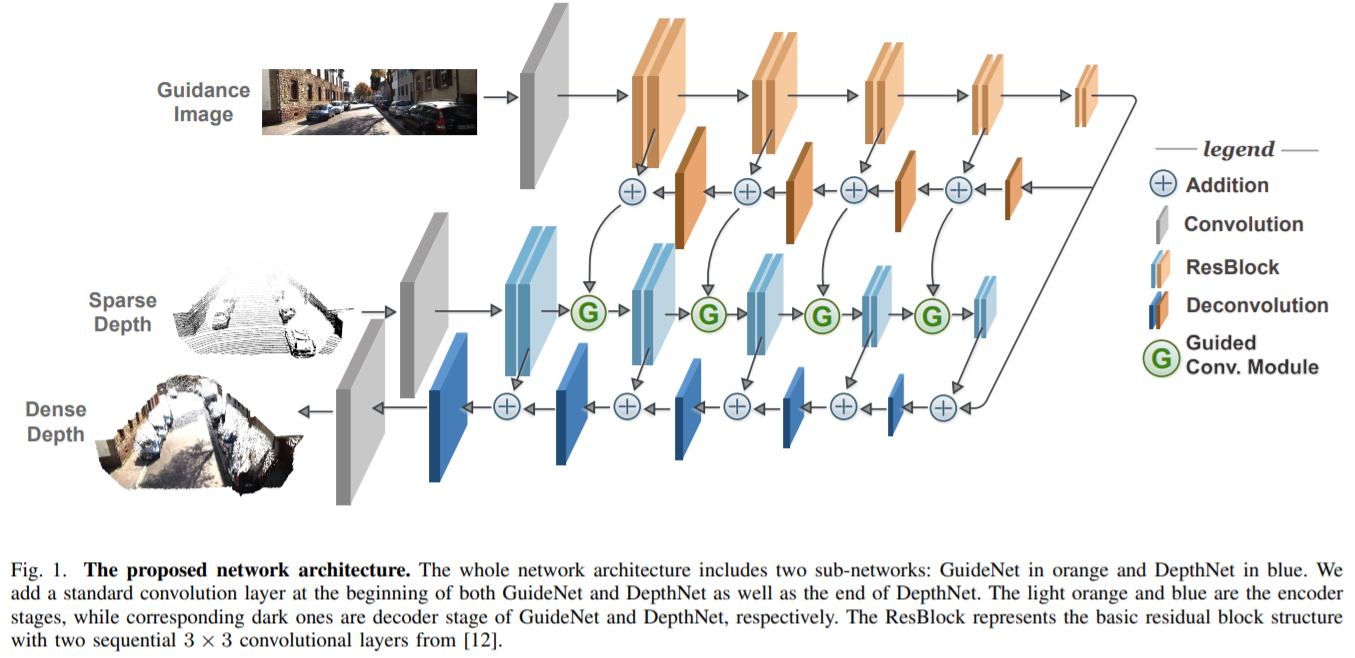 Guidance
Image
legend
Addition
Convolution
ResBlock
Deconvolution
G
Guided
Conv. Module
Sparse
Depth
G
G
G
G
Dense
Depth
Fig. 1. The proposed network architecture. The whole network architecture includes two sub-networks: GuideNet in orange and DepthNet in blue. We
add a standard convolution layer at the beginning of both GuideNet and DepthNet as well as the end of DepthNet. The light orange and blue are the encoder
stages, while corresponding dark ones are decoder stage of GuideNet and DepthNet, respectively. The ResBlock represents the basic residual block structure
with two sequential 3 × 3 convolutional layers from [12].